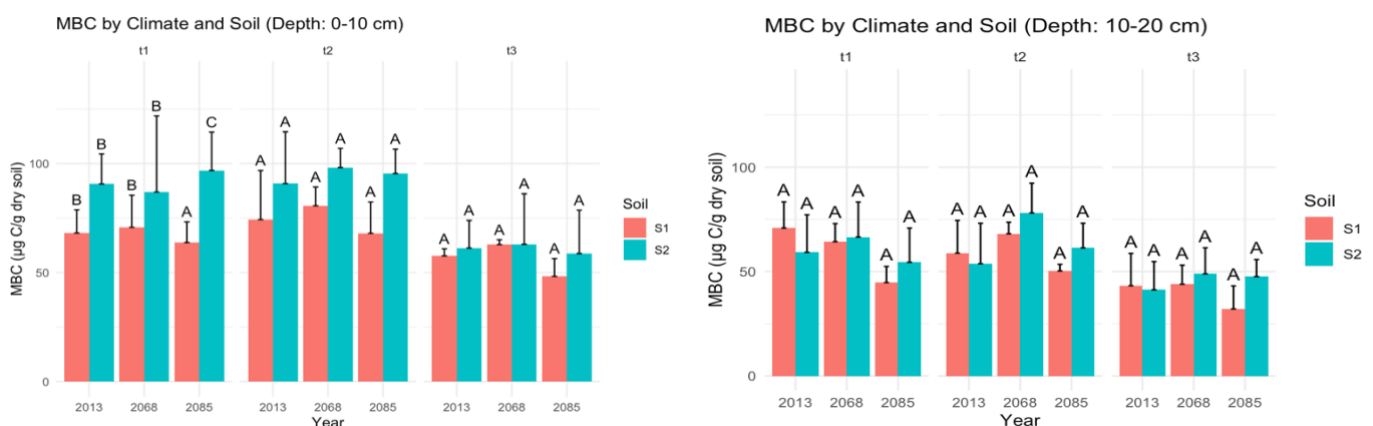 MBC by Climate and Soil (Depth: 0-10 cm)
t1 t2 t3
B B B B A C A A A A A A A A A A A A
MBC (µg C/g dry soil)
100
50
0
2013 2068 2085 2013 2068 2085 2013 2068 2085
Year
Soil
S1
S2
MBC by Climate and Soil (Depth: 10-20 cm)
t1 t2 t3
A A A A A A A A A A A A A A A A A A
MBC (µg C/g dry soil)
100
50
0
2013 2068 2085 2013 2068 2085 2013 2068 2085
Year
Soil
S1
S2